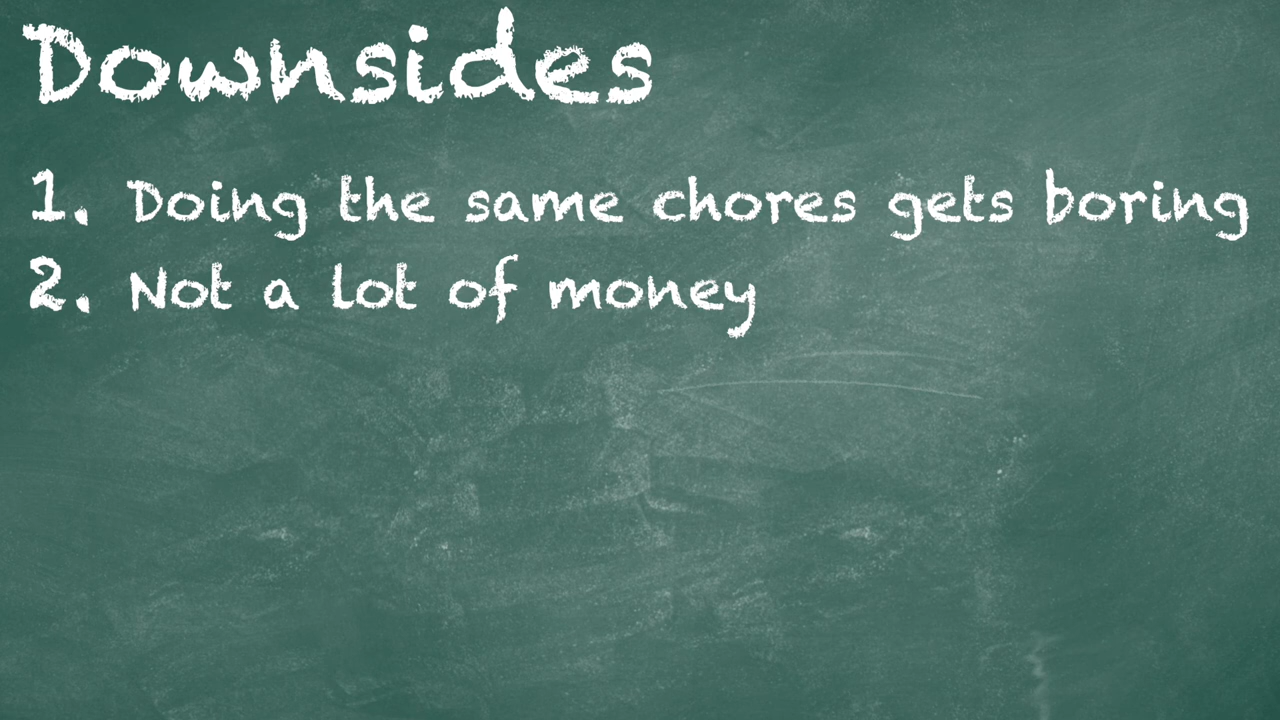 Downsides
1. Doing the same chores gets boring
2. Not a lot of money